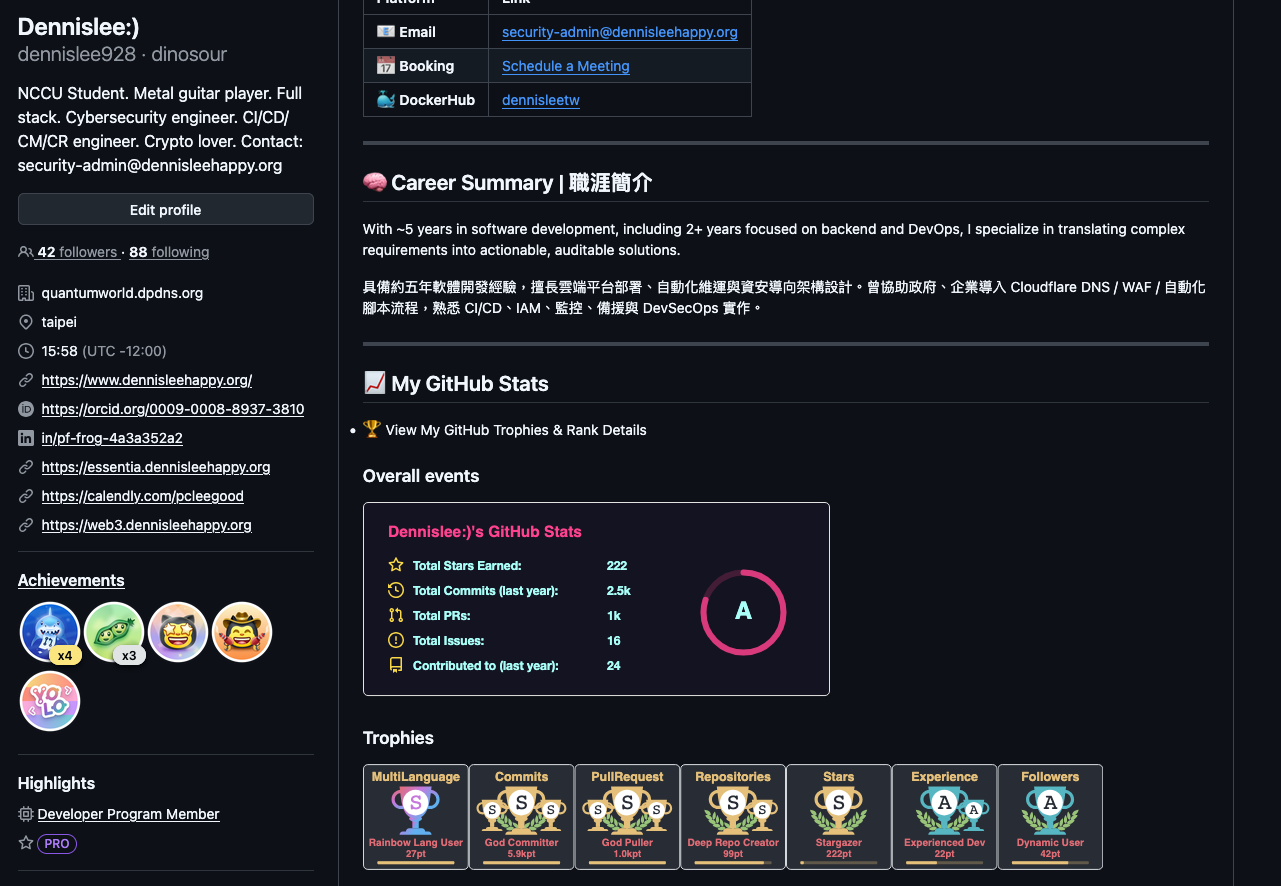 Dennislee:)
dennislee928 · dinosour
NCCU Student. Metal guitar player. Full
stack. Cybersecurity engineer. CI/CD/
CM/CR engineer. Crypto lover. Contact:
security-admin@dennisleehappy.org
Edit profile
42 followers · 88 following
quantumworld.dpdns.org
taipei
15:58 (UTC -12:00)
https://www.dennisleehappy.org/
iD https://orcid.org/0009-0008-8937-3810
in in/pf-frog-4a3a352a2
https://essentia.dennisleehappy.org
https://calendly.com/pcleegood
https://web3.dennisleehappy.org
Achievements
x4
x3
YOLO
Highlights
Developer Program Member
PRO
Platform Link
Email security-admin@dennisleehappy.org
17 Booking Schedule a Meeting
DockerHub dennisleetw
Career Summary | 職涯簡介
With ~5 years in software development, including 2+ years focused on backend and DevOps, I specialize in translating complex
requirements into actionable, auditable solutions.
具備約五年軟體開發經驗，擅長雲端平台部署、自動化維運與資安導向架構設計。曾協助政府、企業導入 Cloudflare DNS / WAF / 自動化
腳本流程，熟悉 CI/CD、IAM、監控、備援與 DevSecOps 實作。
My GitHub Stats
• View My GitHub Trophies & Rank Details
Overall events
Dennislee:)'s GitHub Stats
Total Stars Earned: 222
Total Commits (last year): 2.5k
Total PRs: 1k
Total Issues: 16
Contributed to (last year): 24
A
Trophies
MultiLanguage Commits PullRequest Repositories Stars Experience Followers
S S S S S S S S S S S A A A
Rainbow Lang User God Committer God Puller Deep Repo Creator Stargazer Experienced Dev Dynamic User
27pt 5.9kpt 1.0kpt 99pt 222pt 22pt 42pt